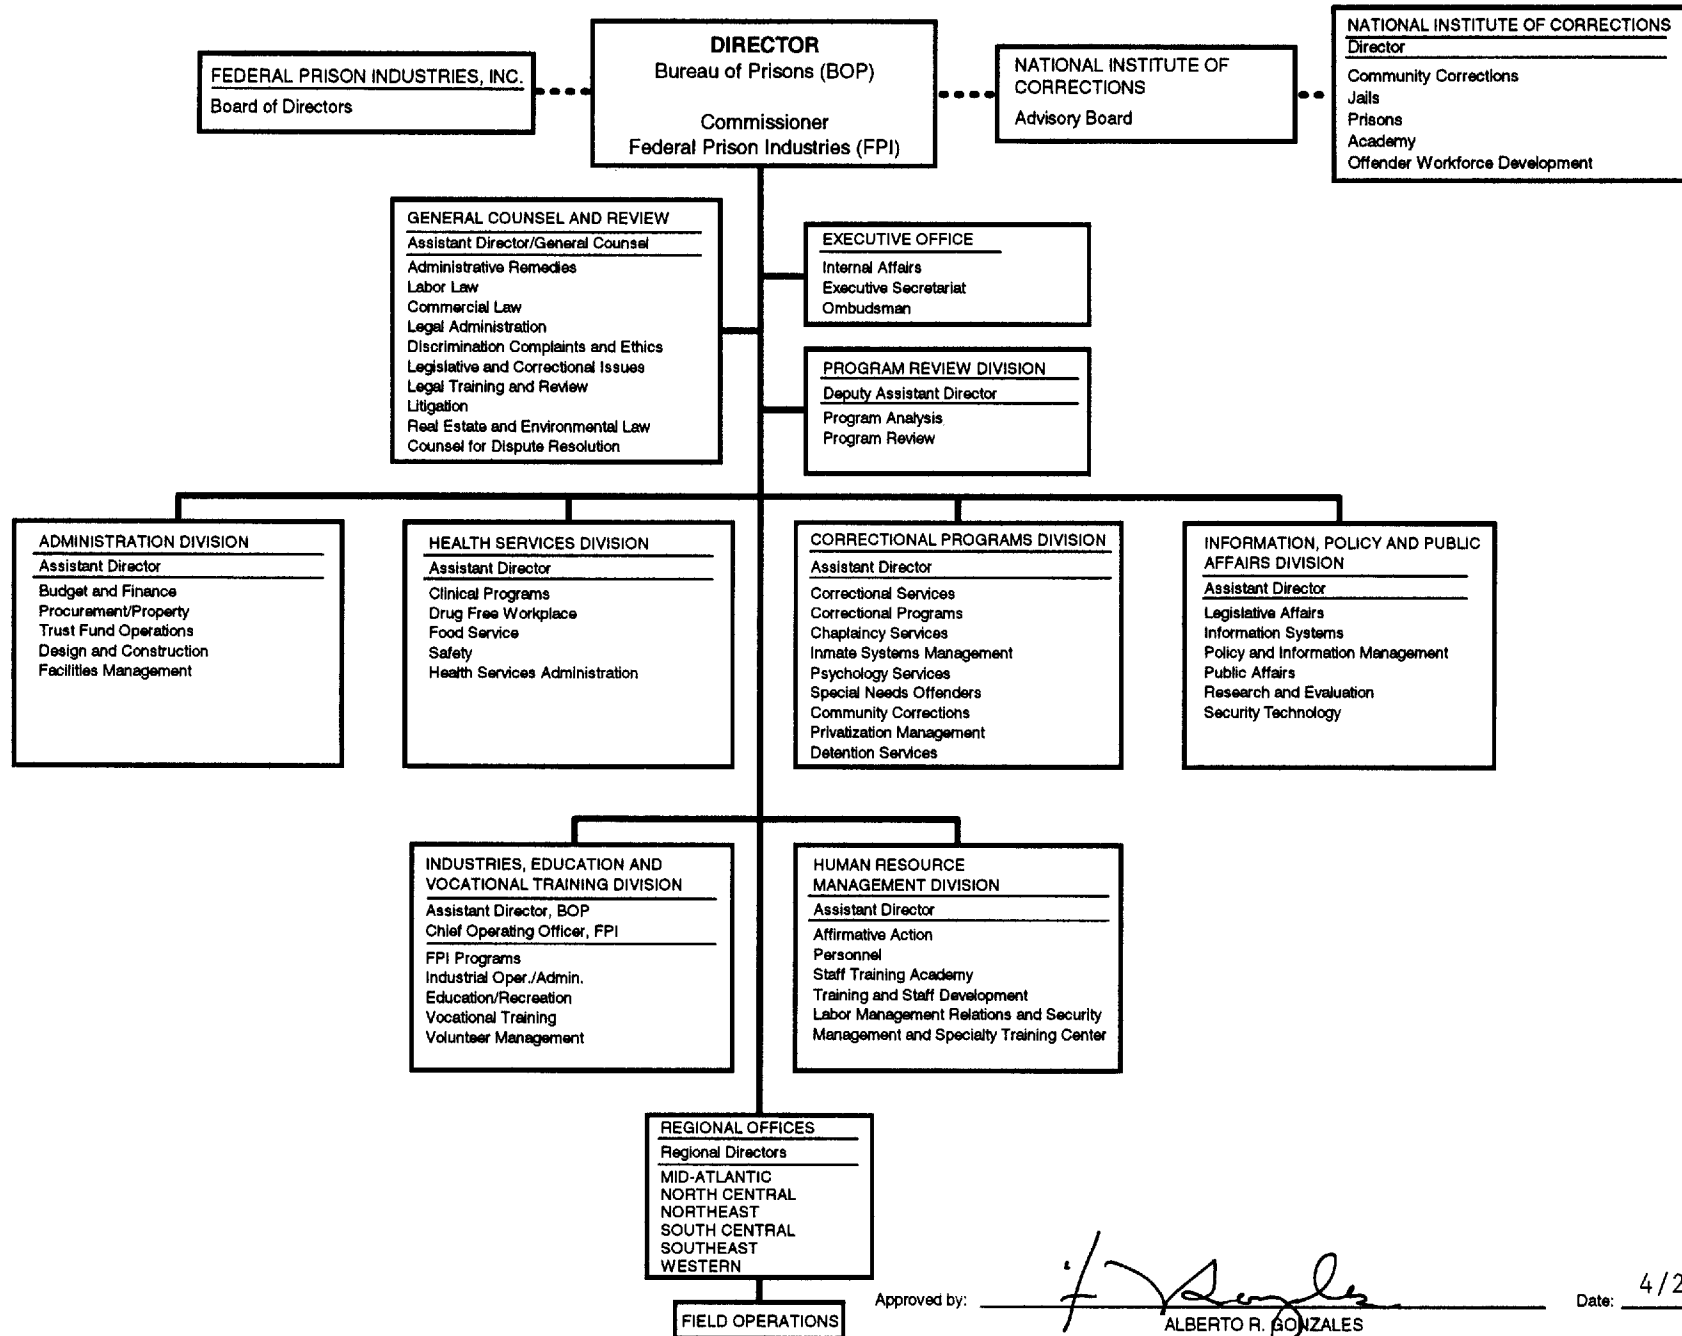 FEDERAL PRISON INDUSTRIES, INC.
Board of Directors
DIRECTOR
Bureau of Prisons (BOP)
Commissioner
Federal Prison Industries (FPI)
NATIONAL INSTITUTE OF
CORRECTIONS
Advisory Board
NATIONAL INSTITUTE OF CORRECTIONS
Director
Community Corrections
Jails
Prisons
Academy
Offender Workforce Development
GENERAL COUNSEL AND REVIEW
Assistant Director/General Counsel
Administrative Remedies
Labor Law
Commercial Law
Legal Administration
Discrimination Complaints and Ethics
Legislative and Correctional Issues
Legal Training and Review
Litigation
Real Estate and Environmental Law
Counsel for Dispute Resolution
EXECUTIVE OFFICE
Internal Affairs
Executive Secretariat
Ombudsman
PROGRAM REVIEW DIVISION
Deputy Assistant Director
Program Analysis
Program Review
ADMINISTRATION DIVISION
Assistant Director
Budget and Finance
Procurement/Property
Trust Fund Operations
Design and Construction
Facilities Management
HEALTH SERVICES DIVISION
Assistant Director
Clinical Programs
Drug Free Workplace
Food Service
Safety
Health Services Administration
CORRECTIONAL PROGRAMS DIVISION
Assistant Director
Correctional Services
Correctional Programs
Chaplaincy Services
Inmate Systems Management
Psychology Services
Special Needs Offenders
Community Corrections
Privatization Management
Detention Services
INFORMATION, POLICY AND PUBLIC
AFFAIRS DIVISION
Assistant Director
Legislative Affairs
Information Systems
Policy and Information Management
Public Affairs
Research and Evaluation
Security Technology
INDUSTRIES, EDUCATION AND
VOCATIONAL TRAINING DIVISION
Assistant Director, BOP
Chief Operating Officer, FPI
FPI Programs
Industrial Oper./Admin.
Education/Recreation
Vocational Training
Volunteer Management
HUMAN RESOURCE
MANAGEMENT DIVISION
Assistant Director
Affirmative Action
Personnel
Staff Training Academy
Training and Staff Development
Labor Management Relations and Security
Management and Specialty Training Center
REGIONAL OFFICES
Regional Directors
MID-ATLANTIC
NORTH CENTRAL
NORTHEAST
SOUTH CENTRAL
SOUTHEAST
WESTERN
FIELD OPERATIONS
Approved by:
ALBERTO R. GONZALES
Date: 4/2